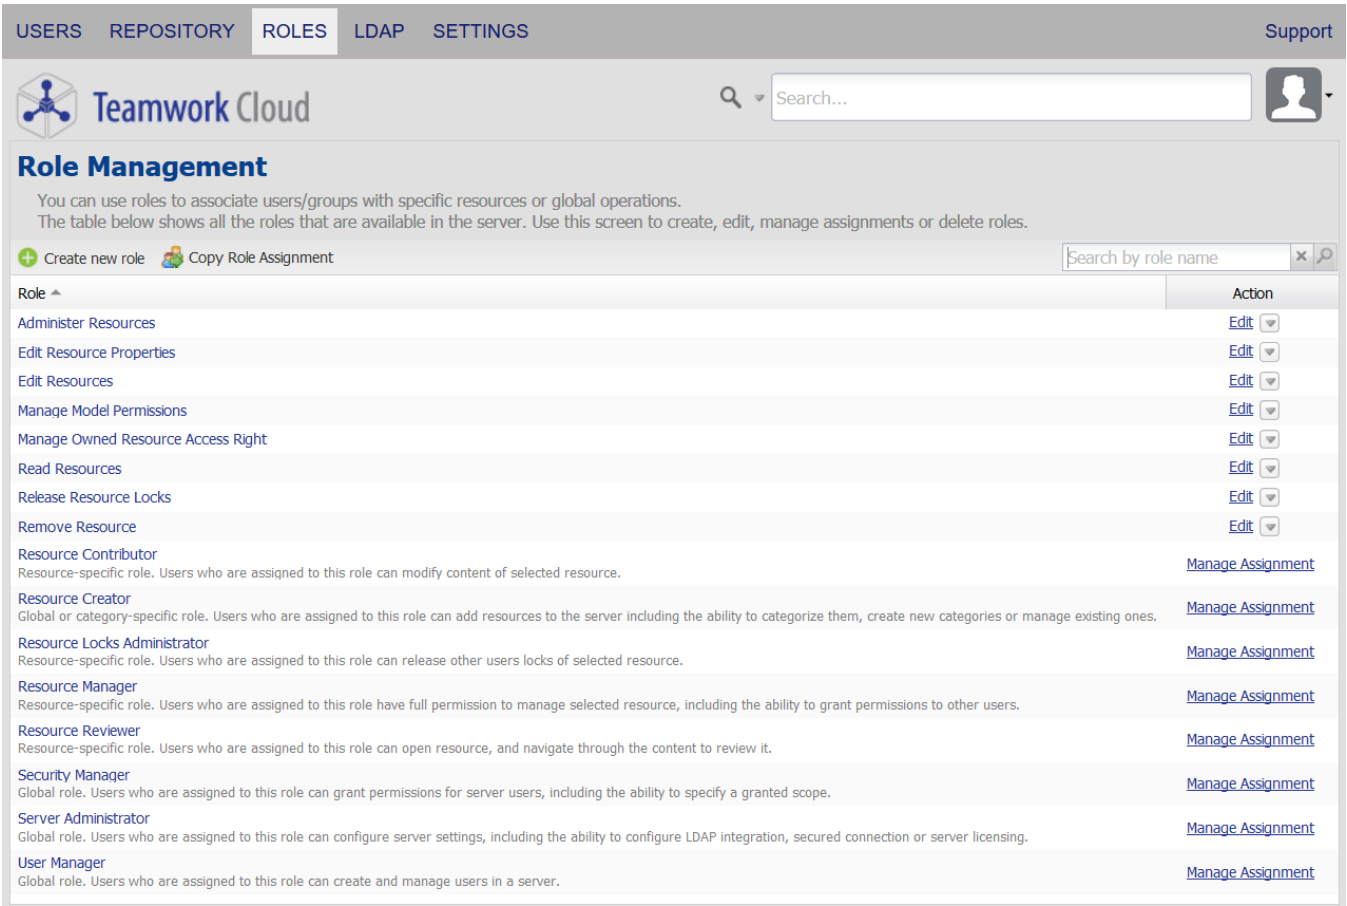 USERS REPOSITORY ROLES LDAP SETTINGS Support
Teamwork Cloud Search...
Role Management
You can use roles to associate users/groups with specific resources or global operations.
The table below shows all the roles that are available in the server. Use this screen to create, edit, manage assignments or delete roles.
Create new role Copy Role Assignment Search by role name
Role Action
Administer Resources Edit
Edit Resource Properties Edit
Edit Resources Edit
Manage Model Permissions Edit
Manage Owned Resource Access Right Edit
Read Resources Edit
Release Resource Locks Edit
Remove Resource Edit
Resource Contributor
Resource-specific role. Users who are assigned to this role can modify content of selected resource. Manage Assignment
Resource Creator
Global or category-specific role. Users who are assigned to this role can add resources to the server including the ability to categorize them, create new categories or manage existing ones. Manage Assignment
Resource Locks Administrator
Resource-specific role. Users who are assigned to this role can release other users locks of selected resource. Manage Assignment
Resource Manager
Resource-specific role. Users who are assigned to this role have full permission to manage selected resource, including the ability to grant permissions to other users. Manage Assignment
Resource Reviewer
Resource-specific role. Users who are assigned to this role can open resource, and navigate through the content to review it. Manage Assignment
Security Manager
Global role. Users who are assigned to this role can grant permissions for server users, including the ability to specify a granted scope. Manage Assignment
Server Administrator
Global role. Users who are assigned to this role can configure server settings, including the ability to configure LDAP integration, secured connection or server licensing. Manage Assignment
User Manager
Global role. Users who are assigned to this role can create and manage users in a server. Manage Assignment